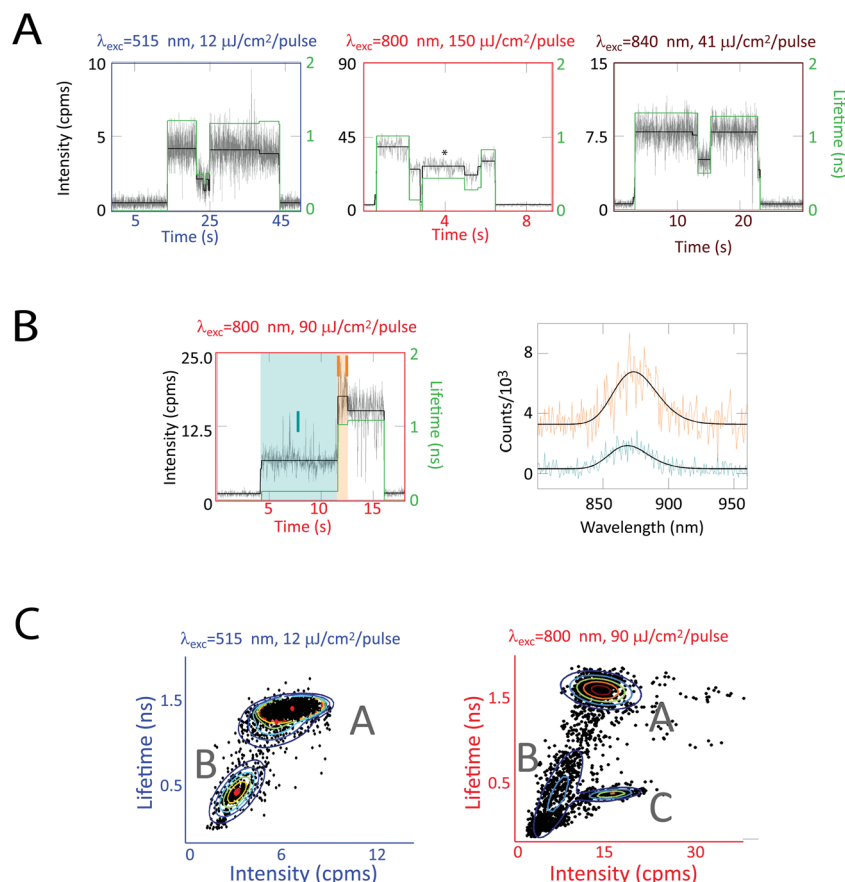 A
λexc=515 nm, 12 μJ/cm²/pulse
λexc=800 nm, 150 μJ/cm²/pulse
λexc=840 nm, 41 μJ/cm²/pulse
Intensity (cpms)
10
5
0
2
1
0
5 25 45
Time (s)
90
45
0
*
2
1
0
4 8
Time (s)
15
7.5
0
2
1
0
Lifetime (ns)
10 20
Time (s)
B
λexc=800 nm, 90 μJ/cm²/pulse
Intensity (cpms)
25.0
12.5
0
2
1
0
Lifetime (ns)
5 10 15
Time (s)
Counts/10³
8
4
0
850 900 950
Wavelength (nm)
C
λexc=515 nm, 12 μJ/cm²/pulse
Lifetime (ns)
1.5
0.5
A
B
0 6 12
Intensity (cpms)
λexc=800 nm, 90 μJ/cm²/pulse
Lifetime (ns)
1.5
0.5
A
B
C
0 15 30
Intensity (cpms)